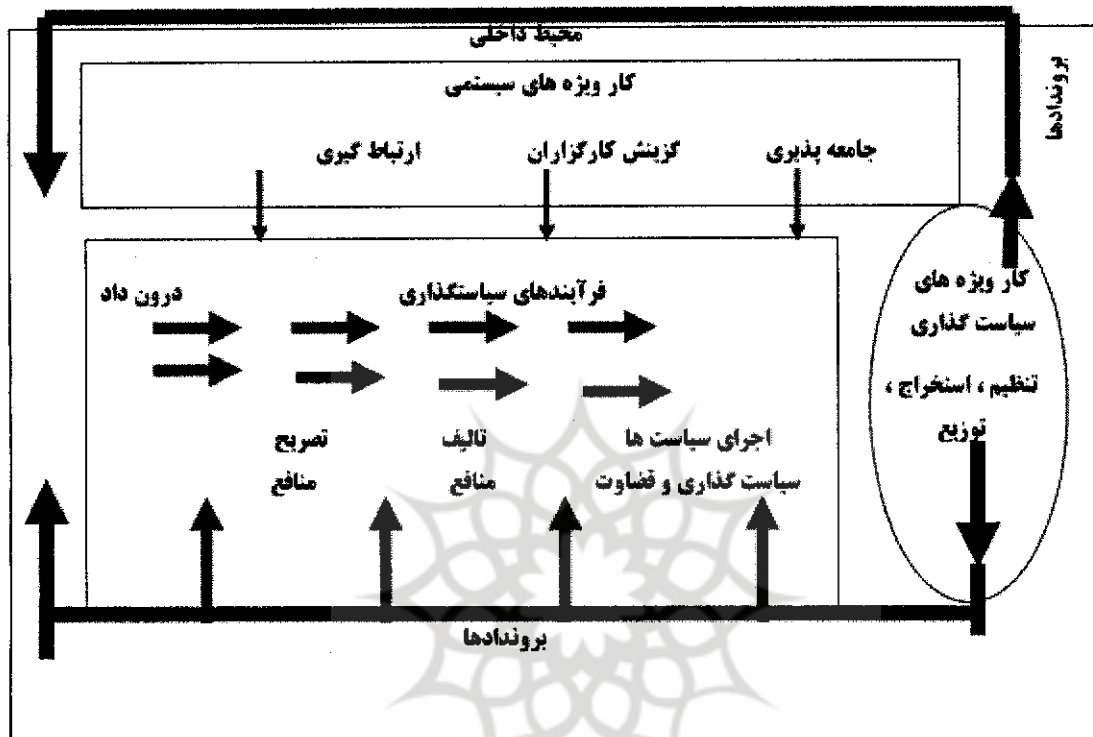 محیط داخلی
بروندادها
کار ویژه های سیستمی
جامعه پذیری
گزینش کارگزاران
ارتباط گیری
کار ویژه های
سیاست گذاری
تنظیم ، استخراج ،
توزیع
فرآیندهای سیاستگذاری
درون داد
اجرای سیاست ها
سیاست گذاری و قضاوت
تالیف
منافع
تصریح
منافع
بروندادها